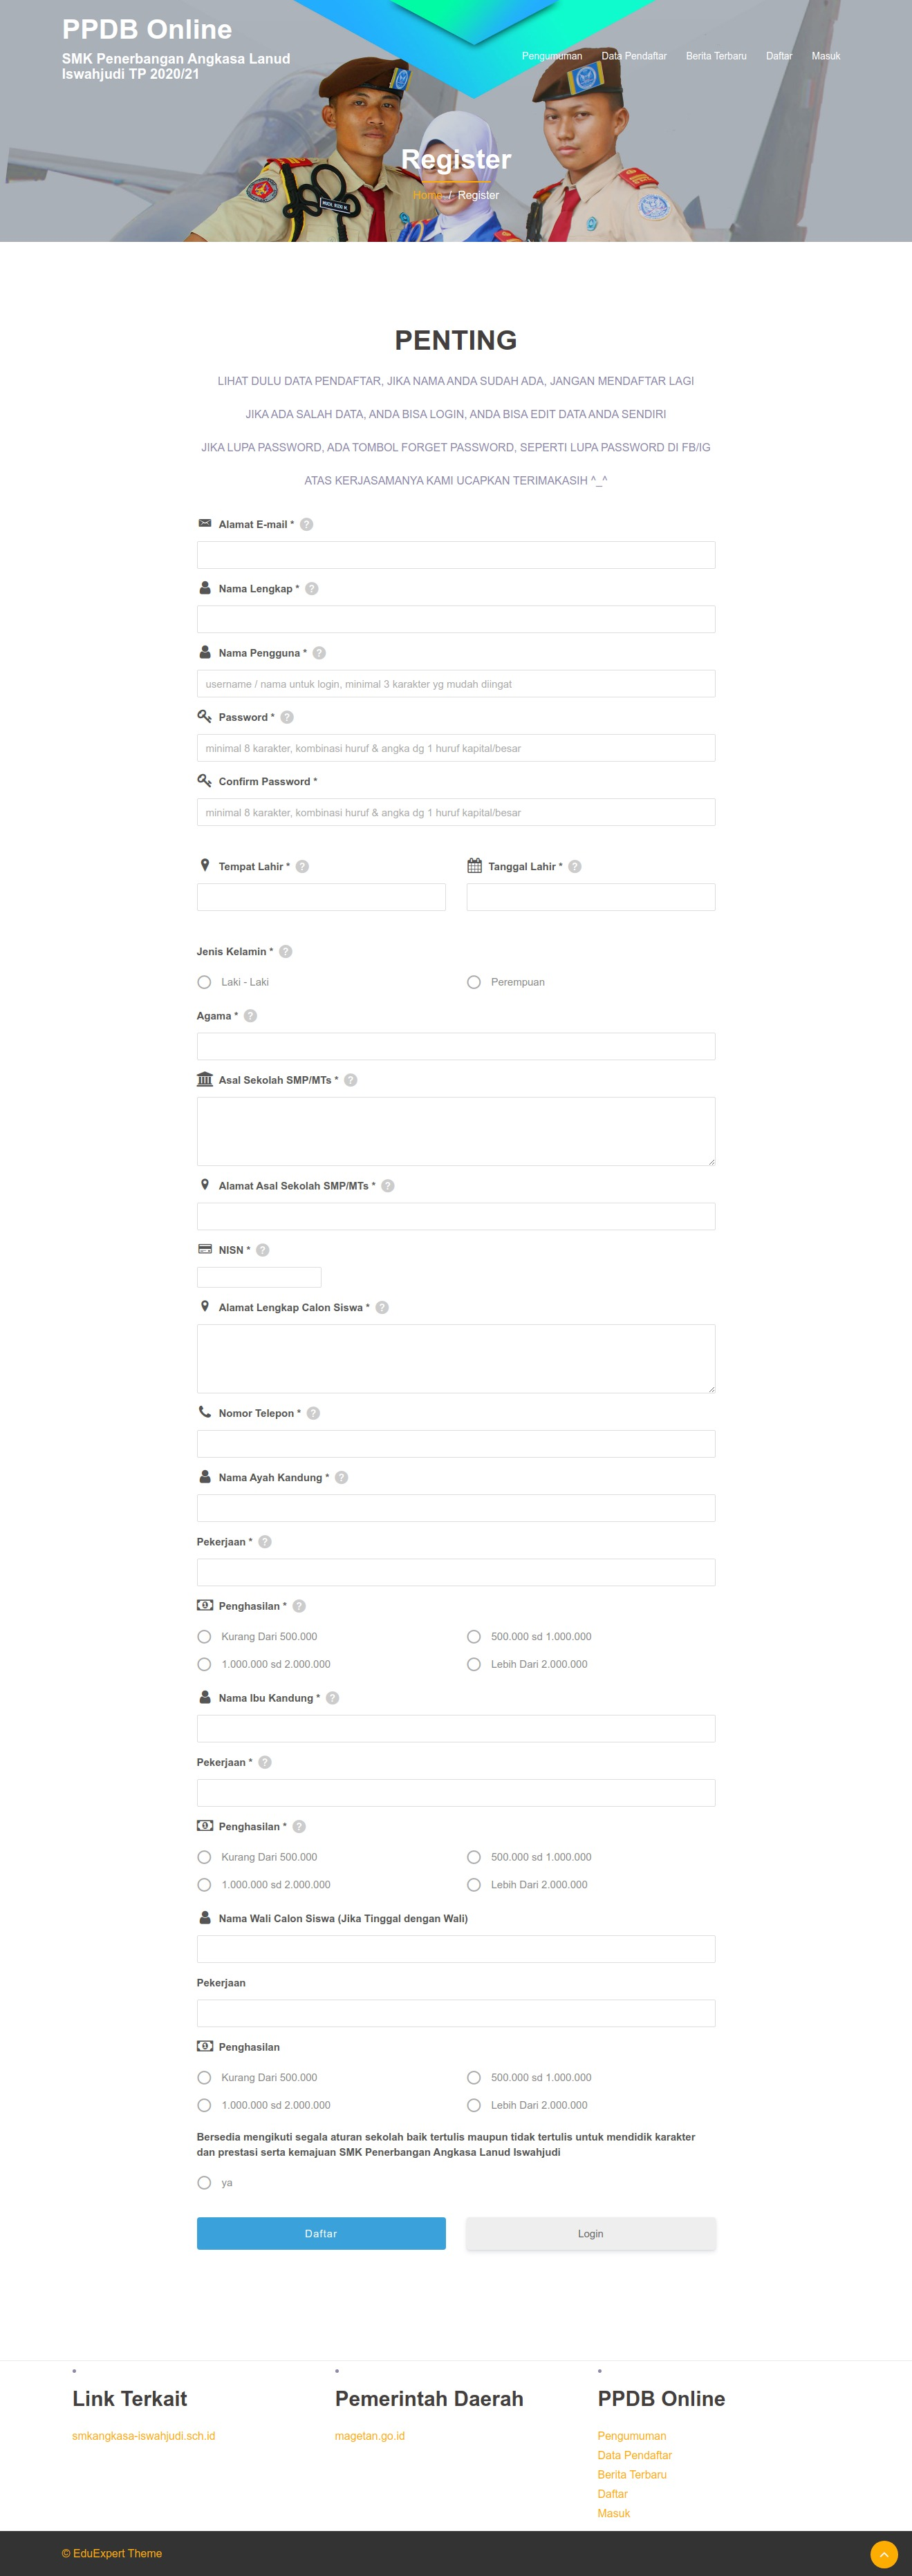 PPDB Online
SMK Penerbangan Angkasa Lanud
Iswahjudi TP 2020/21
Pengumuman Data Pendaftar Berita Terbaru Daftar Masuk
Register
Home / Register
PENTING
LIHAT DULU DATA PENDAFTAR, JIKA NAMA ANDA SUDAH ADA, JANGAN MENDAFTAR LAGI
JIKA ADA SALAH DATA, ANDA BISA LOGIN, ANDA BISA EDIT DATA ANDA SENDIRI
JIKA LUPA PASSWORD, ADA TOMBOL FORGET PASSWORD, SEPERTI LUPA PASSWORD DI FB/IG
ATAS KERJASAMANYA KAMI UCAPKAN TERIMAKASIH ^_^
Alamat E-mail * ?
Nama Lengkap * ?
Nama Pengguna * ?
username / nama untuk login, minimal 3 karakter yg mudah diingat
Password * ?
minimal 8 karakter, kombinasi huruf & angka dg 1 huruf kapital/besar
Confirm Password *
minimal 8 karakter, kombinasi huruf & angka dg 1 huruf kapital/besar
Tempat Lahir * ? Tanggal Lahir * ?
Jenis Kelamin * ?
Laki - Laki Perempuan
Agama * ?
Asal Sekolah SMP/MTs * ?
Alamat Asal Sekolah SMP/MTs * ?
NISN * ?
Alamat Lengkap Calon Siswa * ?
Nomor Telepon * ?
Nama Ayah Kandung * ?
Pekerjaan * ?
Penghasilan * ?
Kurang Dari 500.000 500.000 sd 1.000.000
1.000.000 sd 2.000.000 Lebih Dari 2.000.000
Nama Ibu Kandung * ?
Pekerjaan * ?
Penghasilan * ?
Kurang Dari 500.000 500.000 sd 1.000.000
1.000.000 sd 2.000.000 Lebih Dari 2.000.000
Nama Wali Calon Siswa (Jika Tinggal dengan Wali)
Pekerjaan
Penghasilan
Kurang Dari 500.000 500.000 sd 1.000.000
1.000.000 sd 2.000.000 Lebih Dari 2.000.000
Bersedia mengikuti segala aturan sekolah baik tertulis maupun tidak tertulis untuk mendidik karakter
dan prestasi serta kemajuan SMK Penerbangan Angkasa Lanud Iswahjudi
ya
Daftar Login
Link Terkait Pemerintah Daerah PPDB Online
smkangkasa-iswahjudi.sch.id magetan.go.id Pengumuman
Data Pendaftar
Berita Terbaru
Daftar
Masuk
© EduExpert Theme